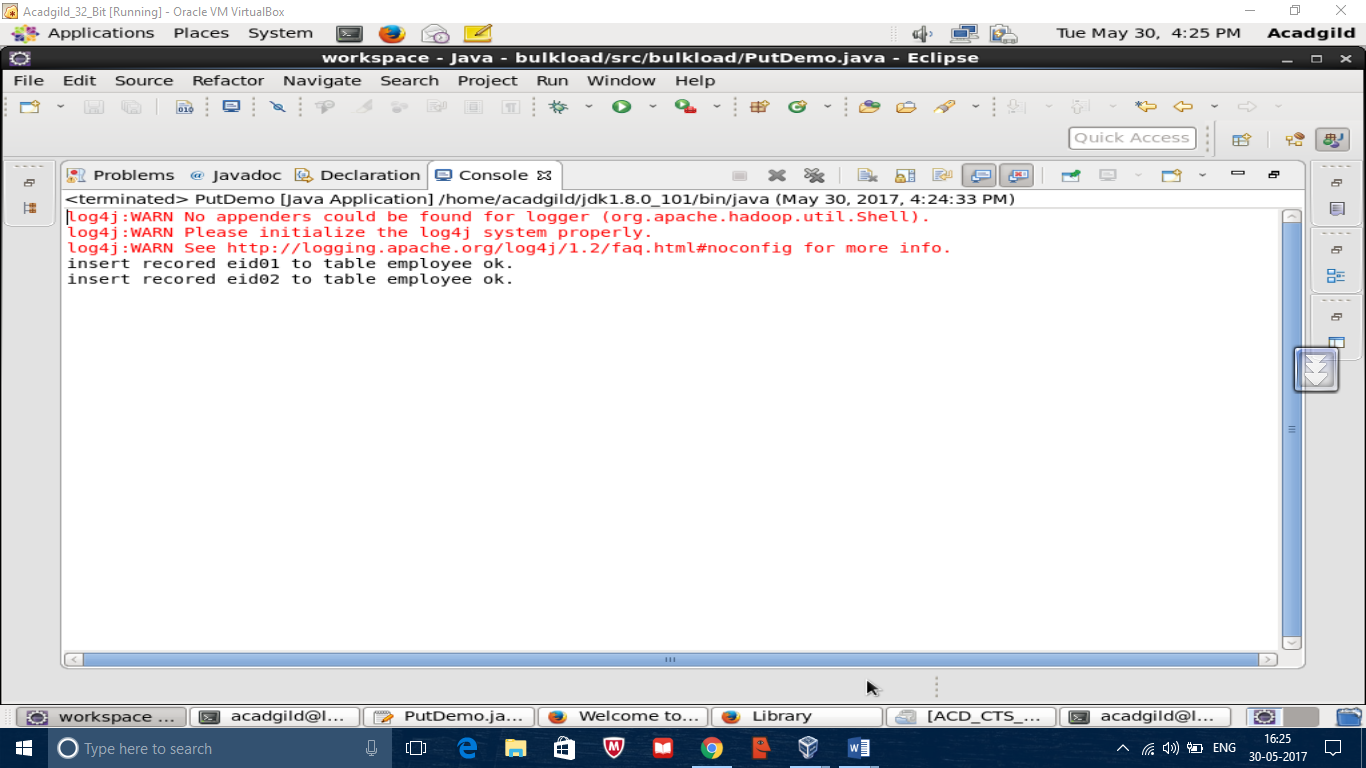 Acadgild_32_Bit [Running] - Oracle VM VirtualBox
Applications Places System Tue May 30, 4:25 PM Acadgild
workspace - Java - bulkload/src/bulkload/PutDemo.java - Eclipse
File Edit Source Refactor Navigate Search Project Run Window Help
Quick Access
Problems @ Javadoc Declaration Console
<terminated> PutDemo [Java Application] /home/acadgild/jdk1.8.0_101/bin/java (May 30, 2017, 4:24:33 PM)
log4j:WARN No appenders could be found for logger (org.apache.hadoop.util.Shell).
log4j:WARN Please initialize the log4j system properly.
log4j:WARN See http://logging.apache.org/log4j/1.2/faq.html#noconfig for more info.
insert recored eid01 to table employee ok.
insert recored eid02 to table employee ok.
workspace ... acadgild@l... PutDemo.ja... Welcome to... Library [ACD_CTS_... acadgild@l...
Type here to search ENG 16:25
30-05-2017